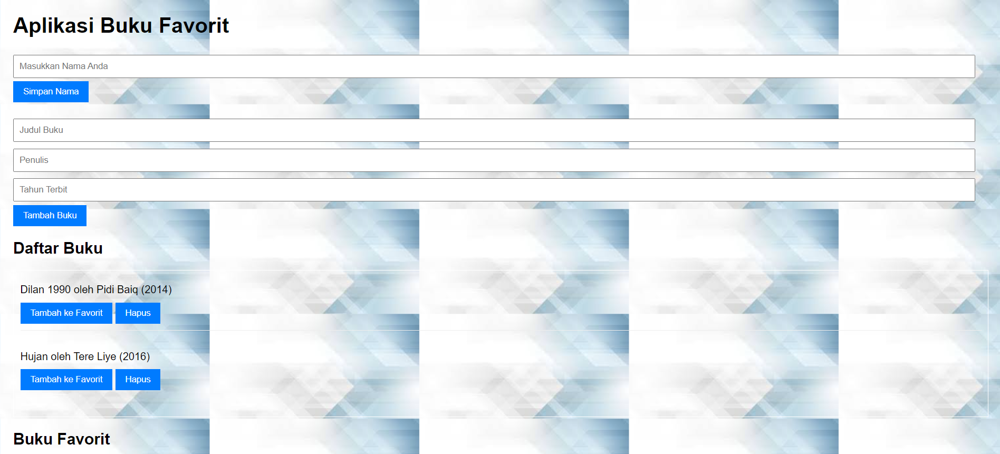 Aplikasi Buku Favorit
Masukkan Nama Anda
Simpan Nama
Judul Buku
Penulis
Tahun Terbit
Tambah Buku
Daftar Buku
Dilan 1990 oleh Pidi Baiq (2014)
Tambah ke Favorit Hapus
Hujan oleh Tere Liye (2016)
Tambah ke Favorit Hapus
Buku Favorit